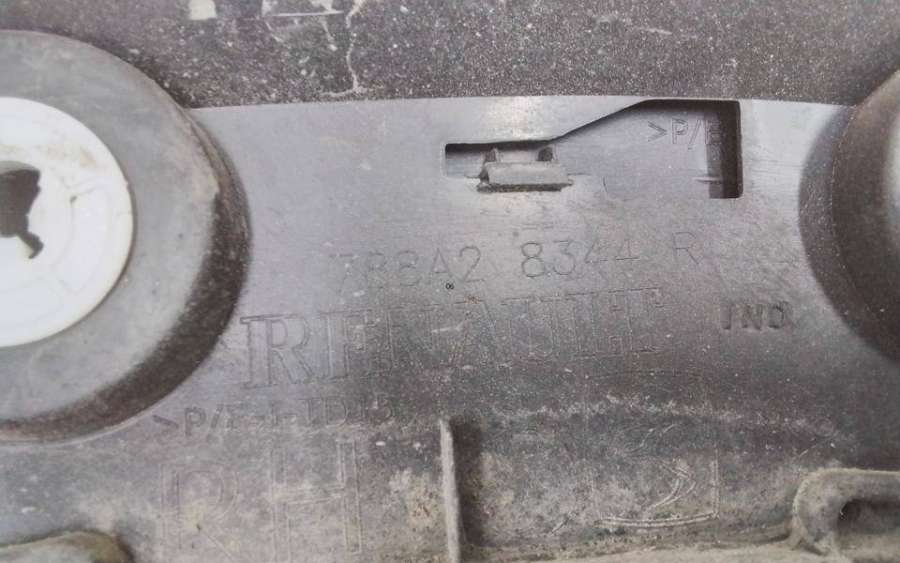 >P/E
788A2 8344 R
RENAULT
IND
>P/E-TD15
RH